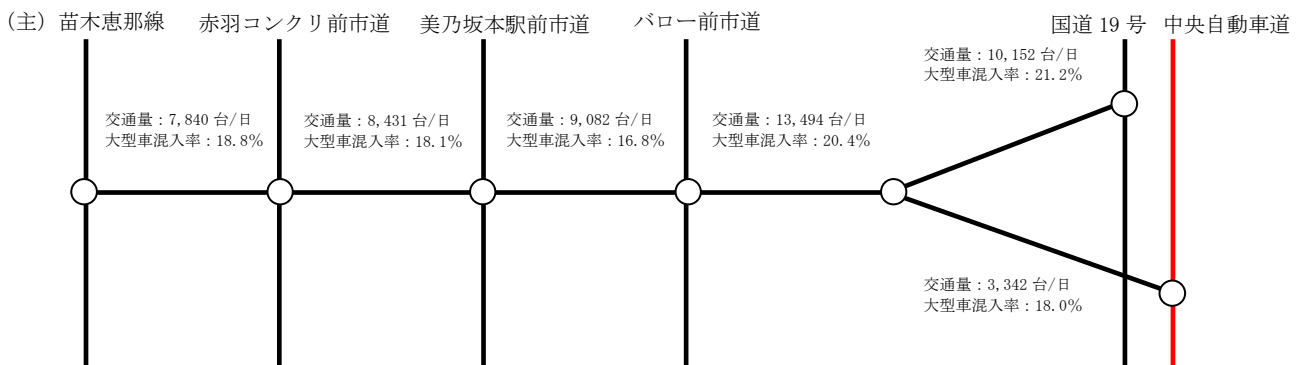 (主) 苗木恵那線
赤羽コンクリ前市道
美乃坂本駅前市道
バロー前市道
国道 19 号
中央自動車道
交通量：10,152 台/日
大型車混入率：21.2%
交通量：7,840 台/日
大型車混入率：18.8%
交通量：8,431 台/日
大型車混入率：18.1%
交通量：9,082 台/日
大型車混入率：16.8%
交通量：13,494 台/日
大型車混入率：20.4%
交通量：3,342 台/日
大型車混入率：18.0%